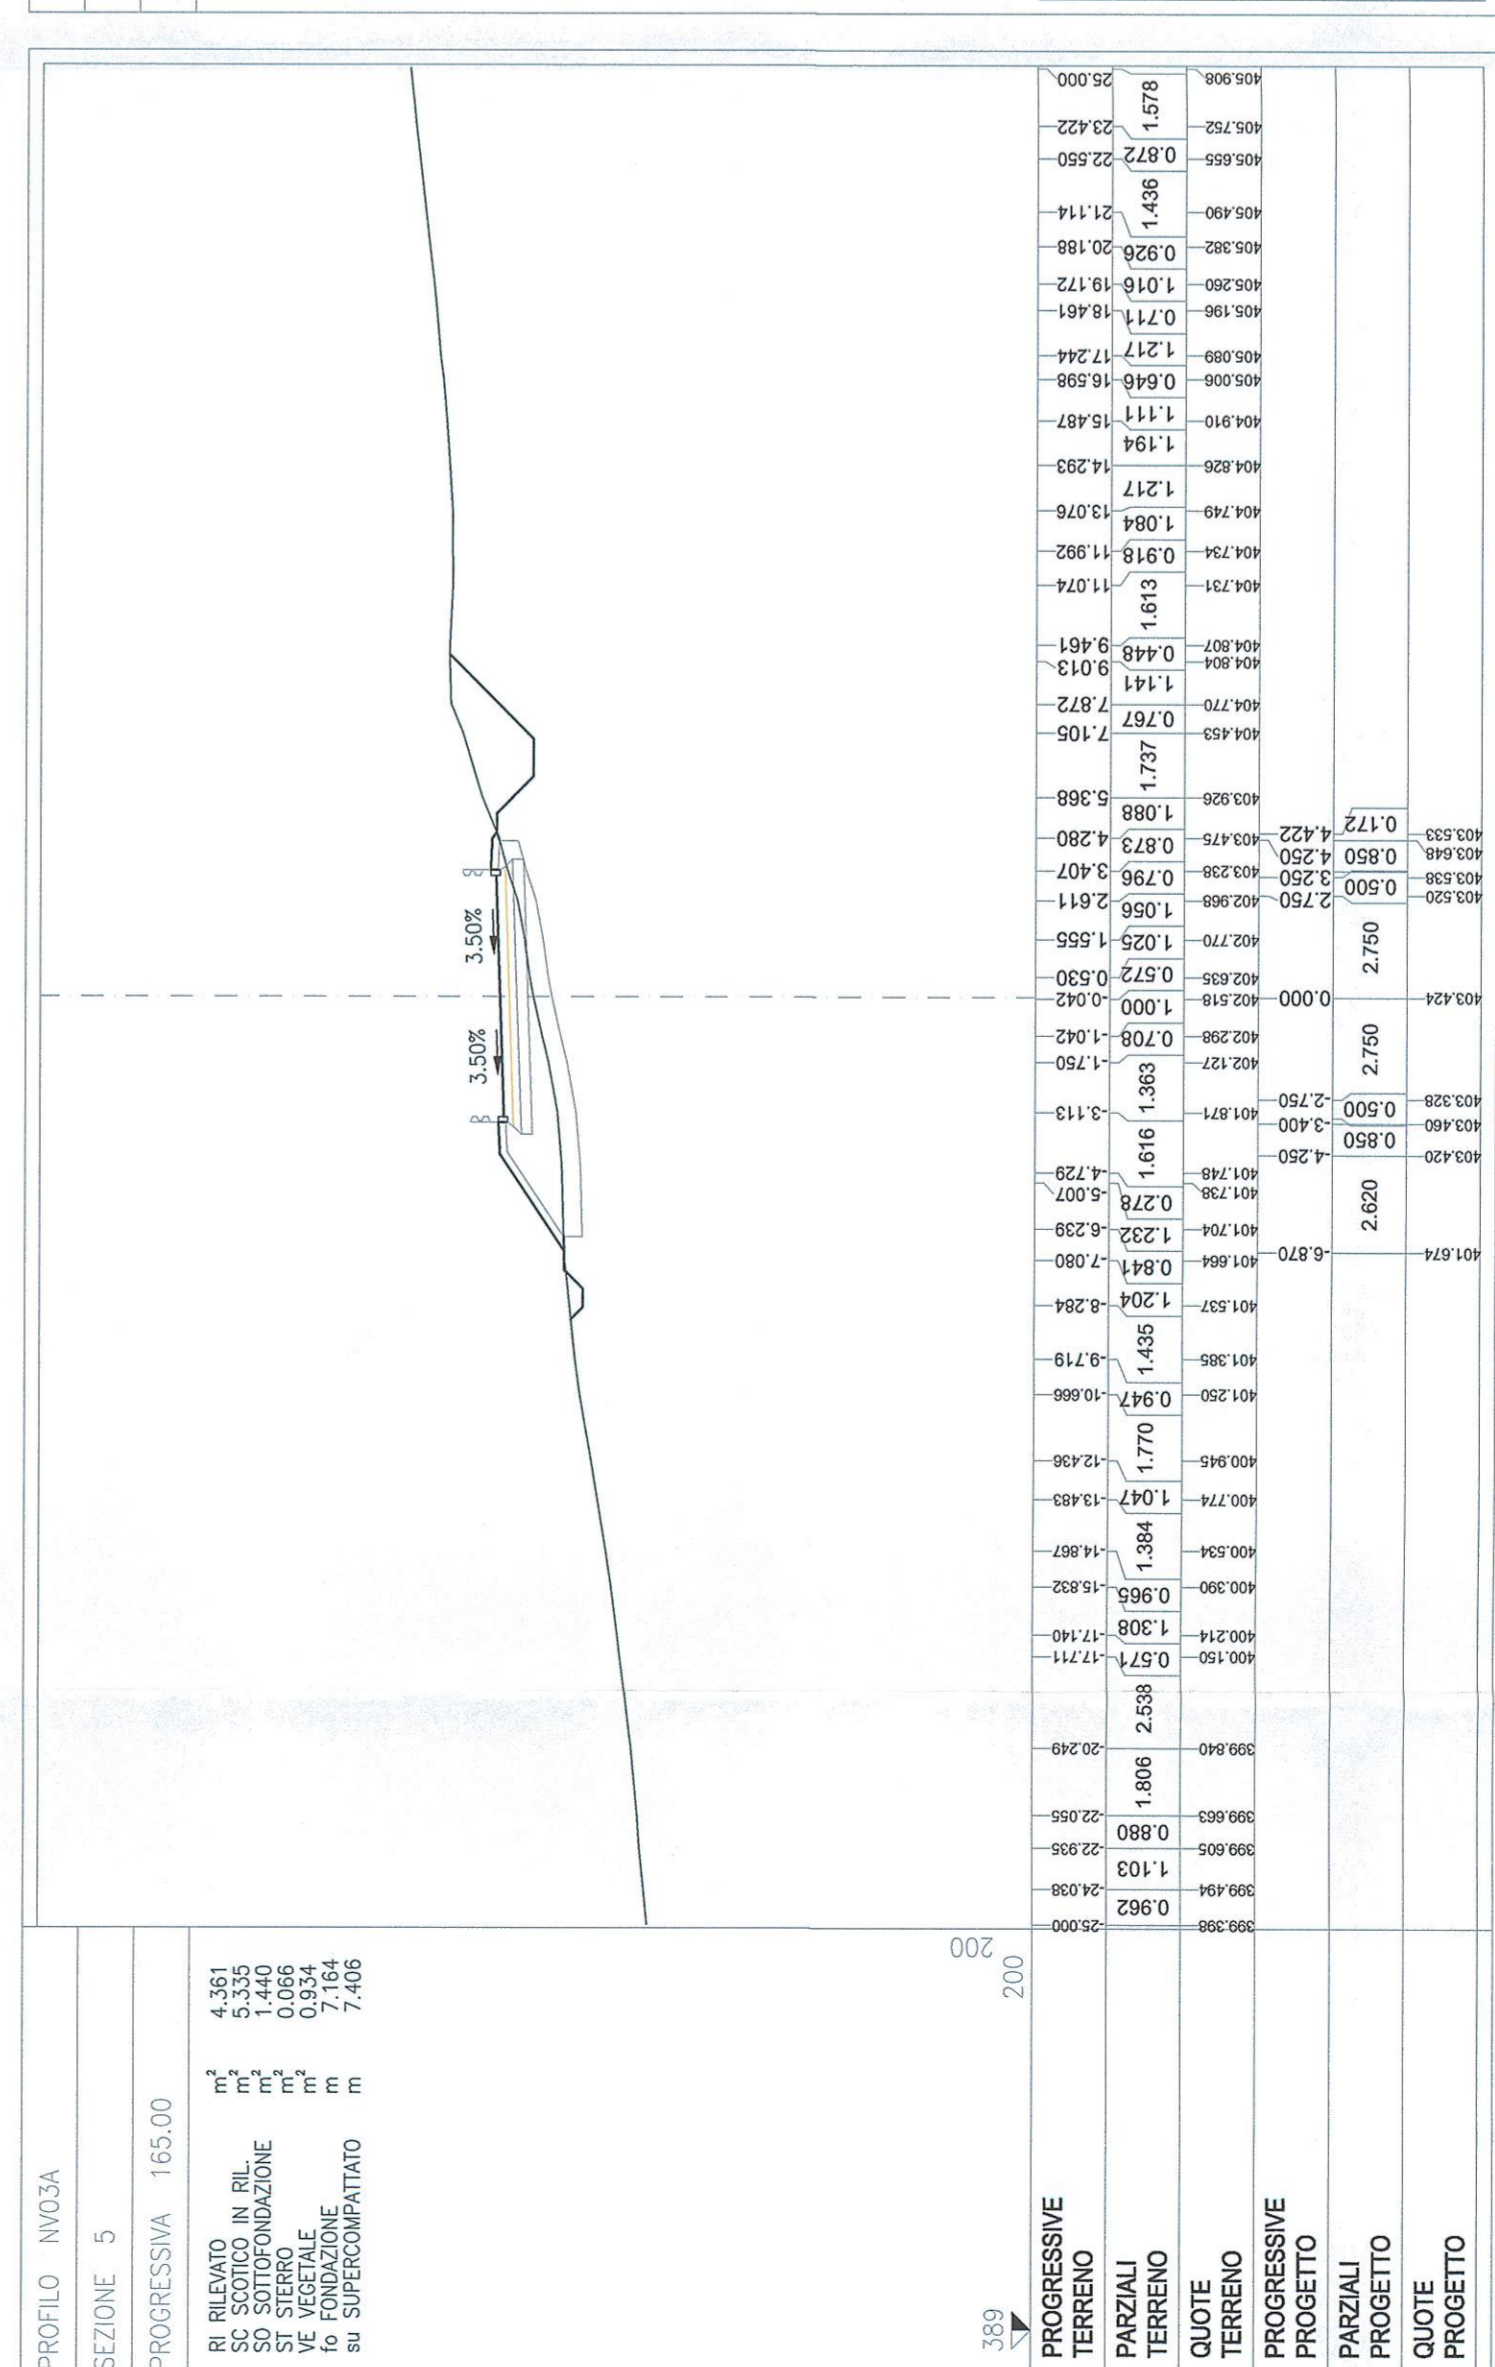 PROFILO NV03A
SEZIONE 5
PROGRESSIVA 165.00
RI RILEVATO m² 4.361
SC SCOTICO IN RIL. m² 5.335
SO SOTTOFONDAZIONE m² 1.440
ST STERRO m² 0.066
VE VEGETALE m² 0.934
fo FONDAZIONE m 7.164
su SUPERCOMPATTATO m 7.406
3.50% 3.50%
200
200
389
PROGRESSIVE TERRENO
-25.000 -24.038 -22.935 -22.055 -20.249 -17.711 -17.140 -15.832 -14.867 -13.483 -12.436 -10.666 -9.719 -8.284 -7.080 -6.239 -5.007 -4.729 -3.113 -1.750 -1.042 -0.042 0.530 1.555 2.611 3.407 4.280 5.368 7.105 7.872 9.013 9.461 11.074 11.992 13.076 14.293 15.487 16.598 17.244 18.461 19.172 20.188 21.114 22.550 23.422 25.000
PARZIALI TERRENO
0.962 1.103 0.880 1.806 2.538 0.571 1.308 0.965 1.384 1.047 1.770 0.947 1.435 1.204 0.841 1.232 0.278 1.616 1.363 0.708 1.000 0.572 1.025 1.056 0.796 0.873 1.088 1.737 0.767 1.141 0.448 1.613 0.918 1.084 1.217 1.194 1.111 0.646 1.217 0.711 1.016 0.926 1.436 0.872 1.578
QUOTE TERRENO
399.398 399.494 399.605 399.663 399.840 400.150 400.214 400.390 400.534 400.774 400.945 401.250 401.385 401.537 401.664 401.704 401.738 401.748 401.871 402.127 402.298 402.518 402.635 402.770 402.968 403.238 403.475 403.926 404.453 404.770 404.804 404.807 404.731 404.734 404.749 404.826 404.910 405.006 405.089 405.196 405.260 405.382 405.490 405.655 405.752 405.908
PROGRESSIVE PROGETTO
-6.870 -4.250 -3.400 -2.750 0.000 2.750 3.250 4.250 4.422
PARZIALI PROGETTO
2.620 0.850 0.500 2.750 2.750 0.500 0.850 0.172
QUOTE PROGETTO
401.674 403.420 403.460 403.328 403.424 403.520 403.538 403.648 403.533